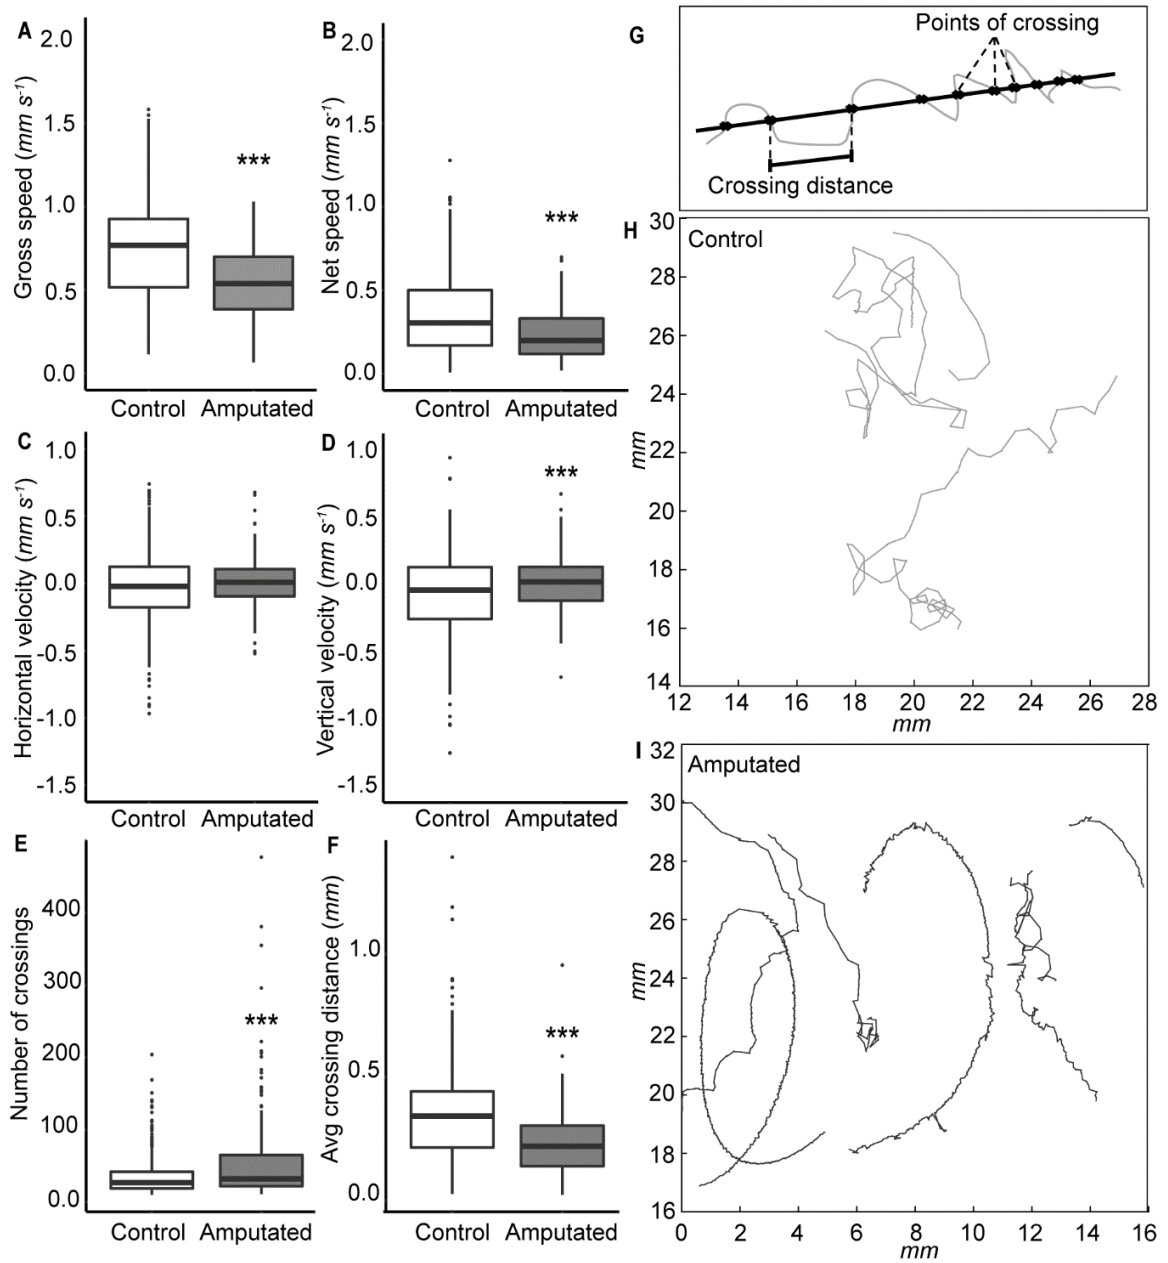 A
Gross speed (mm s-1)
2.0
1.5
1.0
0.5
0.0
***
Control Amputated
B
Net speed (mm s-1)
2.0
1.5
1.0
0.5
0.0
***
Control Amputated
C
Horizontal velocity (mm s-1)
1.0
0.5
0.0
-0.5
-1.0
-1.5
Control Amputated
D
Vertical velocity (mm s-1)
1.0
0.5
0.0
-0.5
-1.0
-1.5
***
Control Amputated
E
Number of crossings
400
300
200
100
0.0
***
Control Amputated
F
Avg crossing distance (mm)
1.0
0.5
0.0
***
Control Amputated
G
Points of crossing
Crossing distance
H
Control
mm
30
28
26
24
22
20
18
16
14
12 14 16 18 20 22 24 26 28
mm
I
Amputated
mm
32
30
28
26
24
22
20
18
16
0 2 4 6 8 10 12 14 16
mm